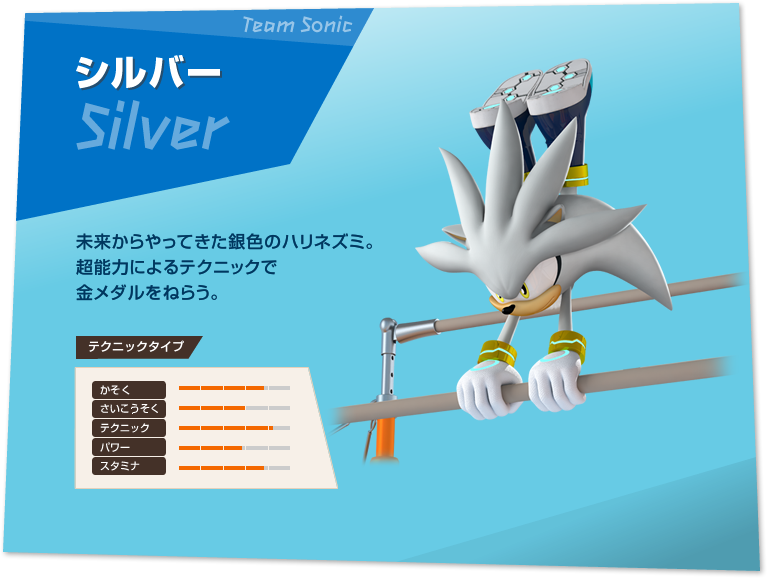 Team Sonic
シルバー
Silver
未来からやってきた銀色のハリネズミ。
超能力によるテクニックで
金メダルをねらう。
テクニックタイプ
かそく
さいこうそく
テクニック
パワー
スタミナ